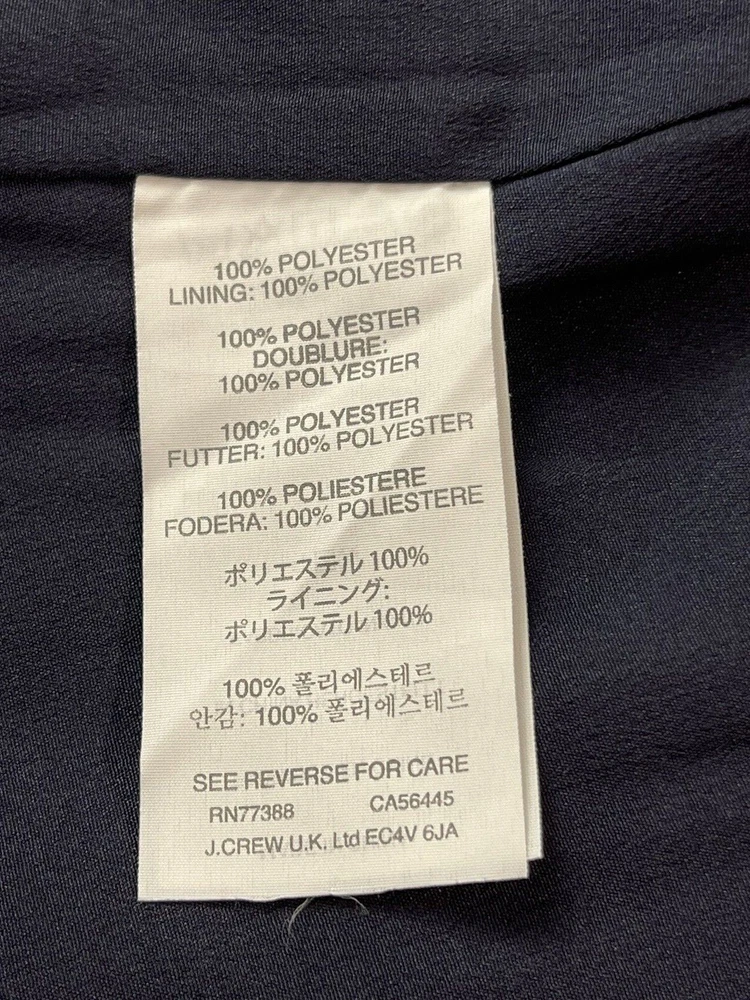 100% POLYESTER
LINING: 100% POLYESTER
100% POLYESTER
DOUBLURE:
100% POLYESTER
100% POLYESTER
FUTTER: 100% POLYESTER
100% POLIESTERE
FODERA: 100% POLIESTERE
ポリエステル 100%
ライニング:
ポリエステル 100%
100% 폴리에스테르
안감: 100% 폴리에스테르
SEE REVERSE FOR CARE
RN77388 CA56445
J.CREW U.K. Ltd EC4V 6JA